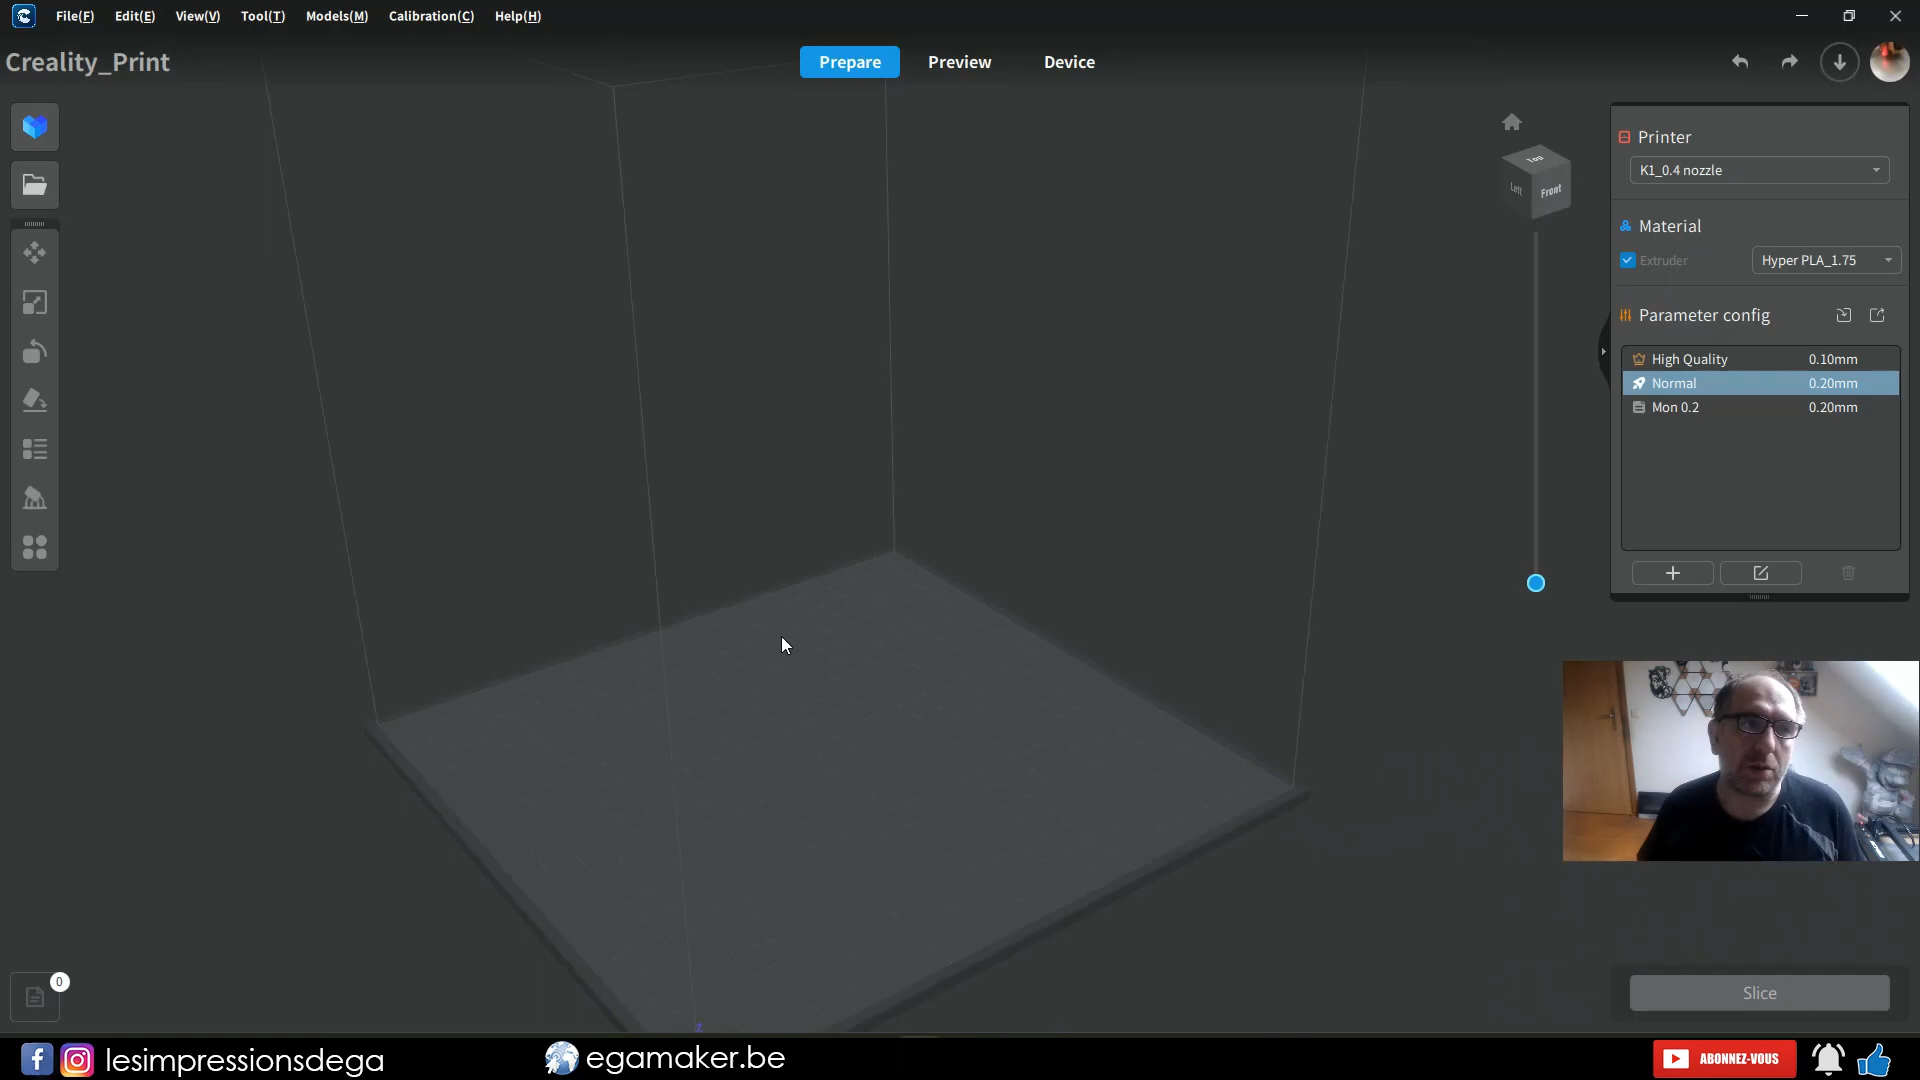 File(F) Edit(E) View(V) Tool(T) Models(M) Calibration(C) Help(H)
Creality_Print
Prepare Preview Device
Top
Left Front
Printer
K1_0.4 nozzle
Material
Extruder Hyper PLA_1.75
Parameter config
High Quality 0.10mm
Normal 0.20mm
Mon 0.2 0.20mm
0
Slice
z
lesimpressionsdega egamaker.be ABONNEZ-VOUS